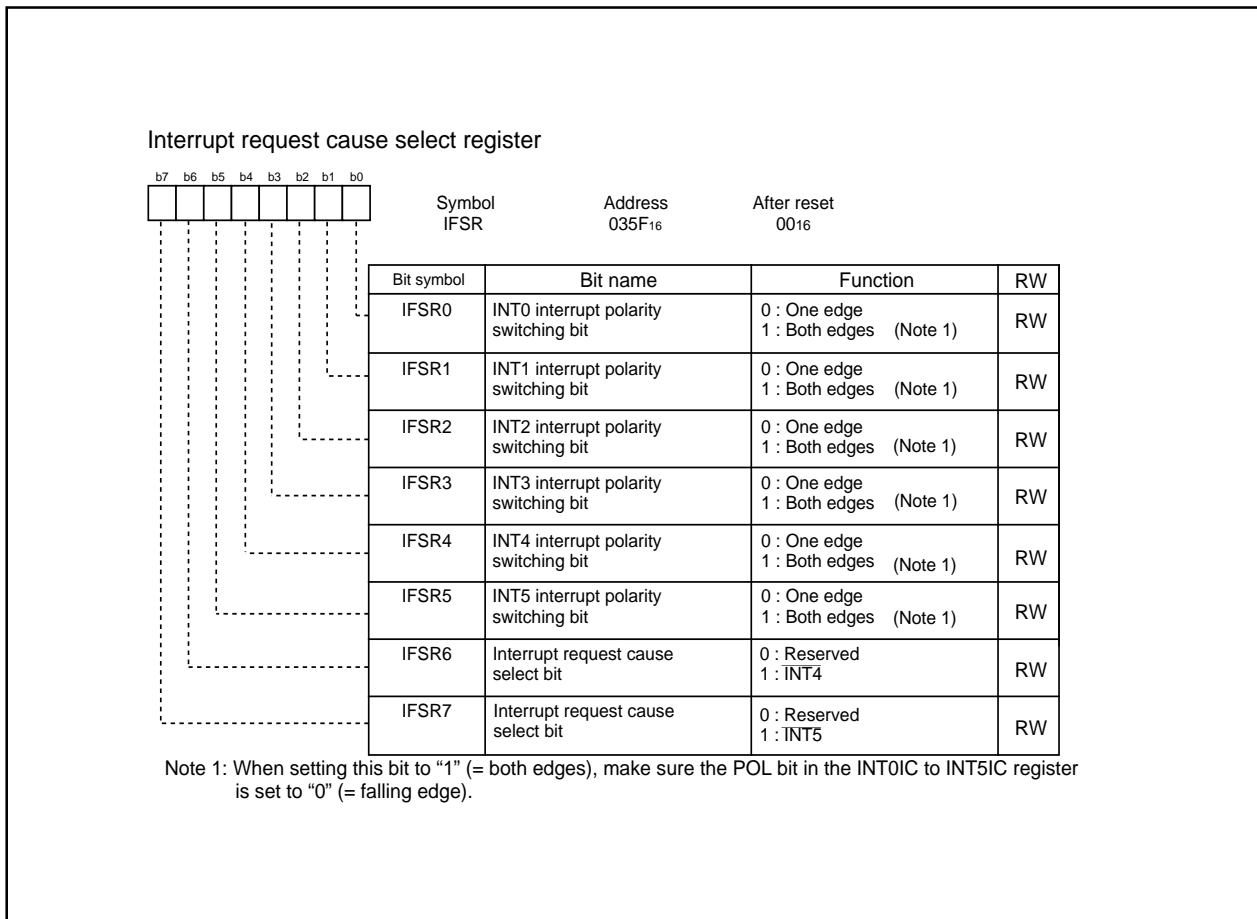 Interrupt request cause select register
b7 b6 b5 b4 b3 b2 b1 b0
Symbol Address After reset
IFSR 035F16 0016
Bit symbol Bit name Function RW
IFSR0 INT0 interrupt polarity switching bit 0 : One edge 1 : Both edges (Note 1) RW
IFSR1 INT1 interrupt polarity switching bit 0 : One edge 1 : Both edges (Note 1) RW
IFSR2 INT2 interrupt polarity switching bit 0 : One edge 1 : Both edges (Note 1) RW
IFSR3 INT3 interrupt polarity switching bit 0 : One edge 1 : Both edges (Note 1) RW
IFSR4 INT4 interrupt polarity switching bit 0 : One edge 1 : Both edges (Note 1) RW
IFSR5 INT5 interrupt polarity switching bit 0 : One edge 1 : Both edges (Note 1) RW
IFSR6 Interrupt request cause select bit 0 : Reserved 1 : INT4 RW
IFSR7 Interrupt request cause select bit 0 : Reserved 1 : INT5 RW
Note 1: When setting this bit to “1” (= both edges), make sure the POL bit in the INT0IC to INT5IC register
is set to “0” (= falling edge).